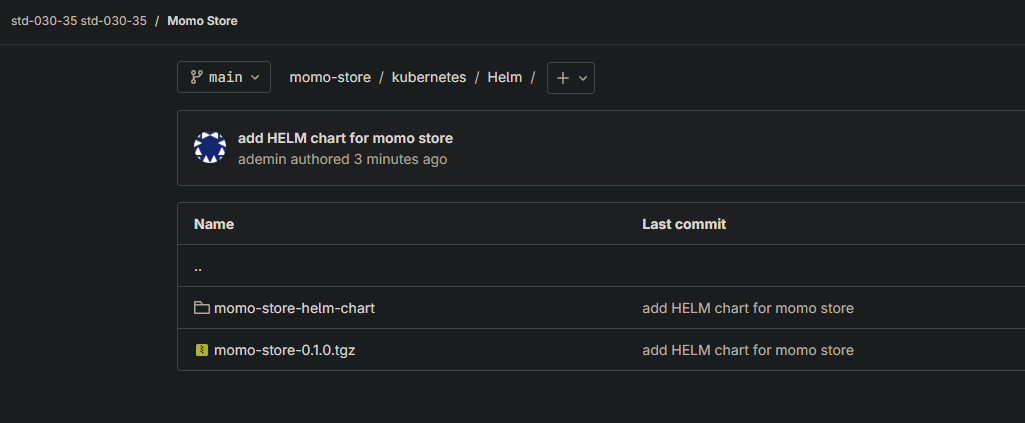 std-030-35 std-030-35 / Momo Store
main momo-store / kubernetes / Helm /
add HELM chart for momo store
ademin authored 3 minutes ago
Name Last commit
..
momo-store-helm-chart add HELM chart for momo store
momo-store-0.1.0.tgz add HELM chart for momo store